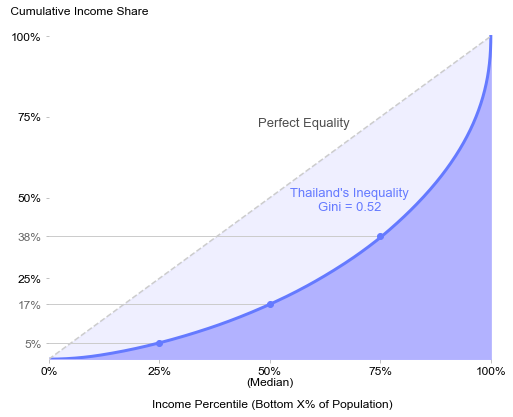 Cumulative Income Share
100%
75%
Perfect Equality
Thailand's Inequality
Gini = 0.52
50%
38%
25%
17%
5%
0% 25% 50% 75% 100%
(Median)
Income Percentile (Bottom X% of Population)